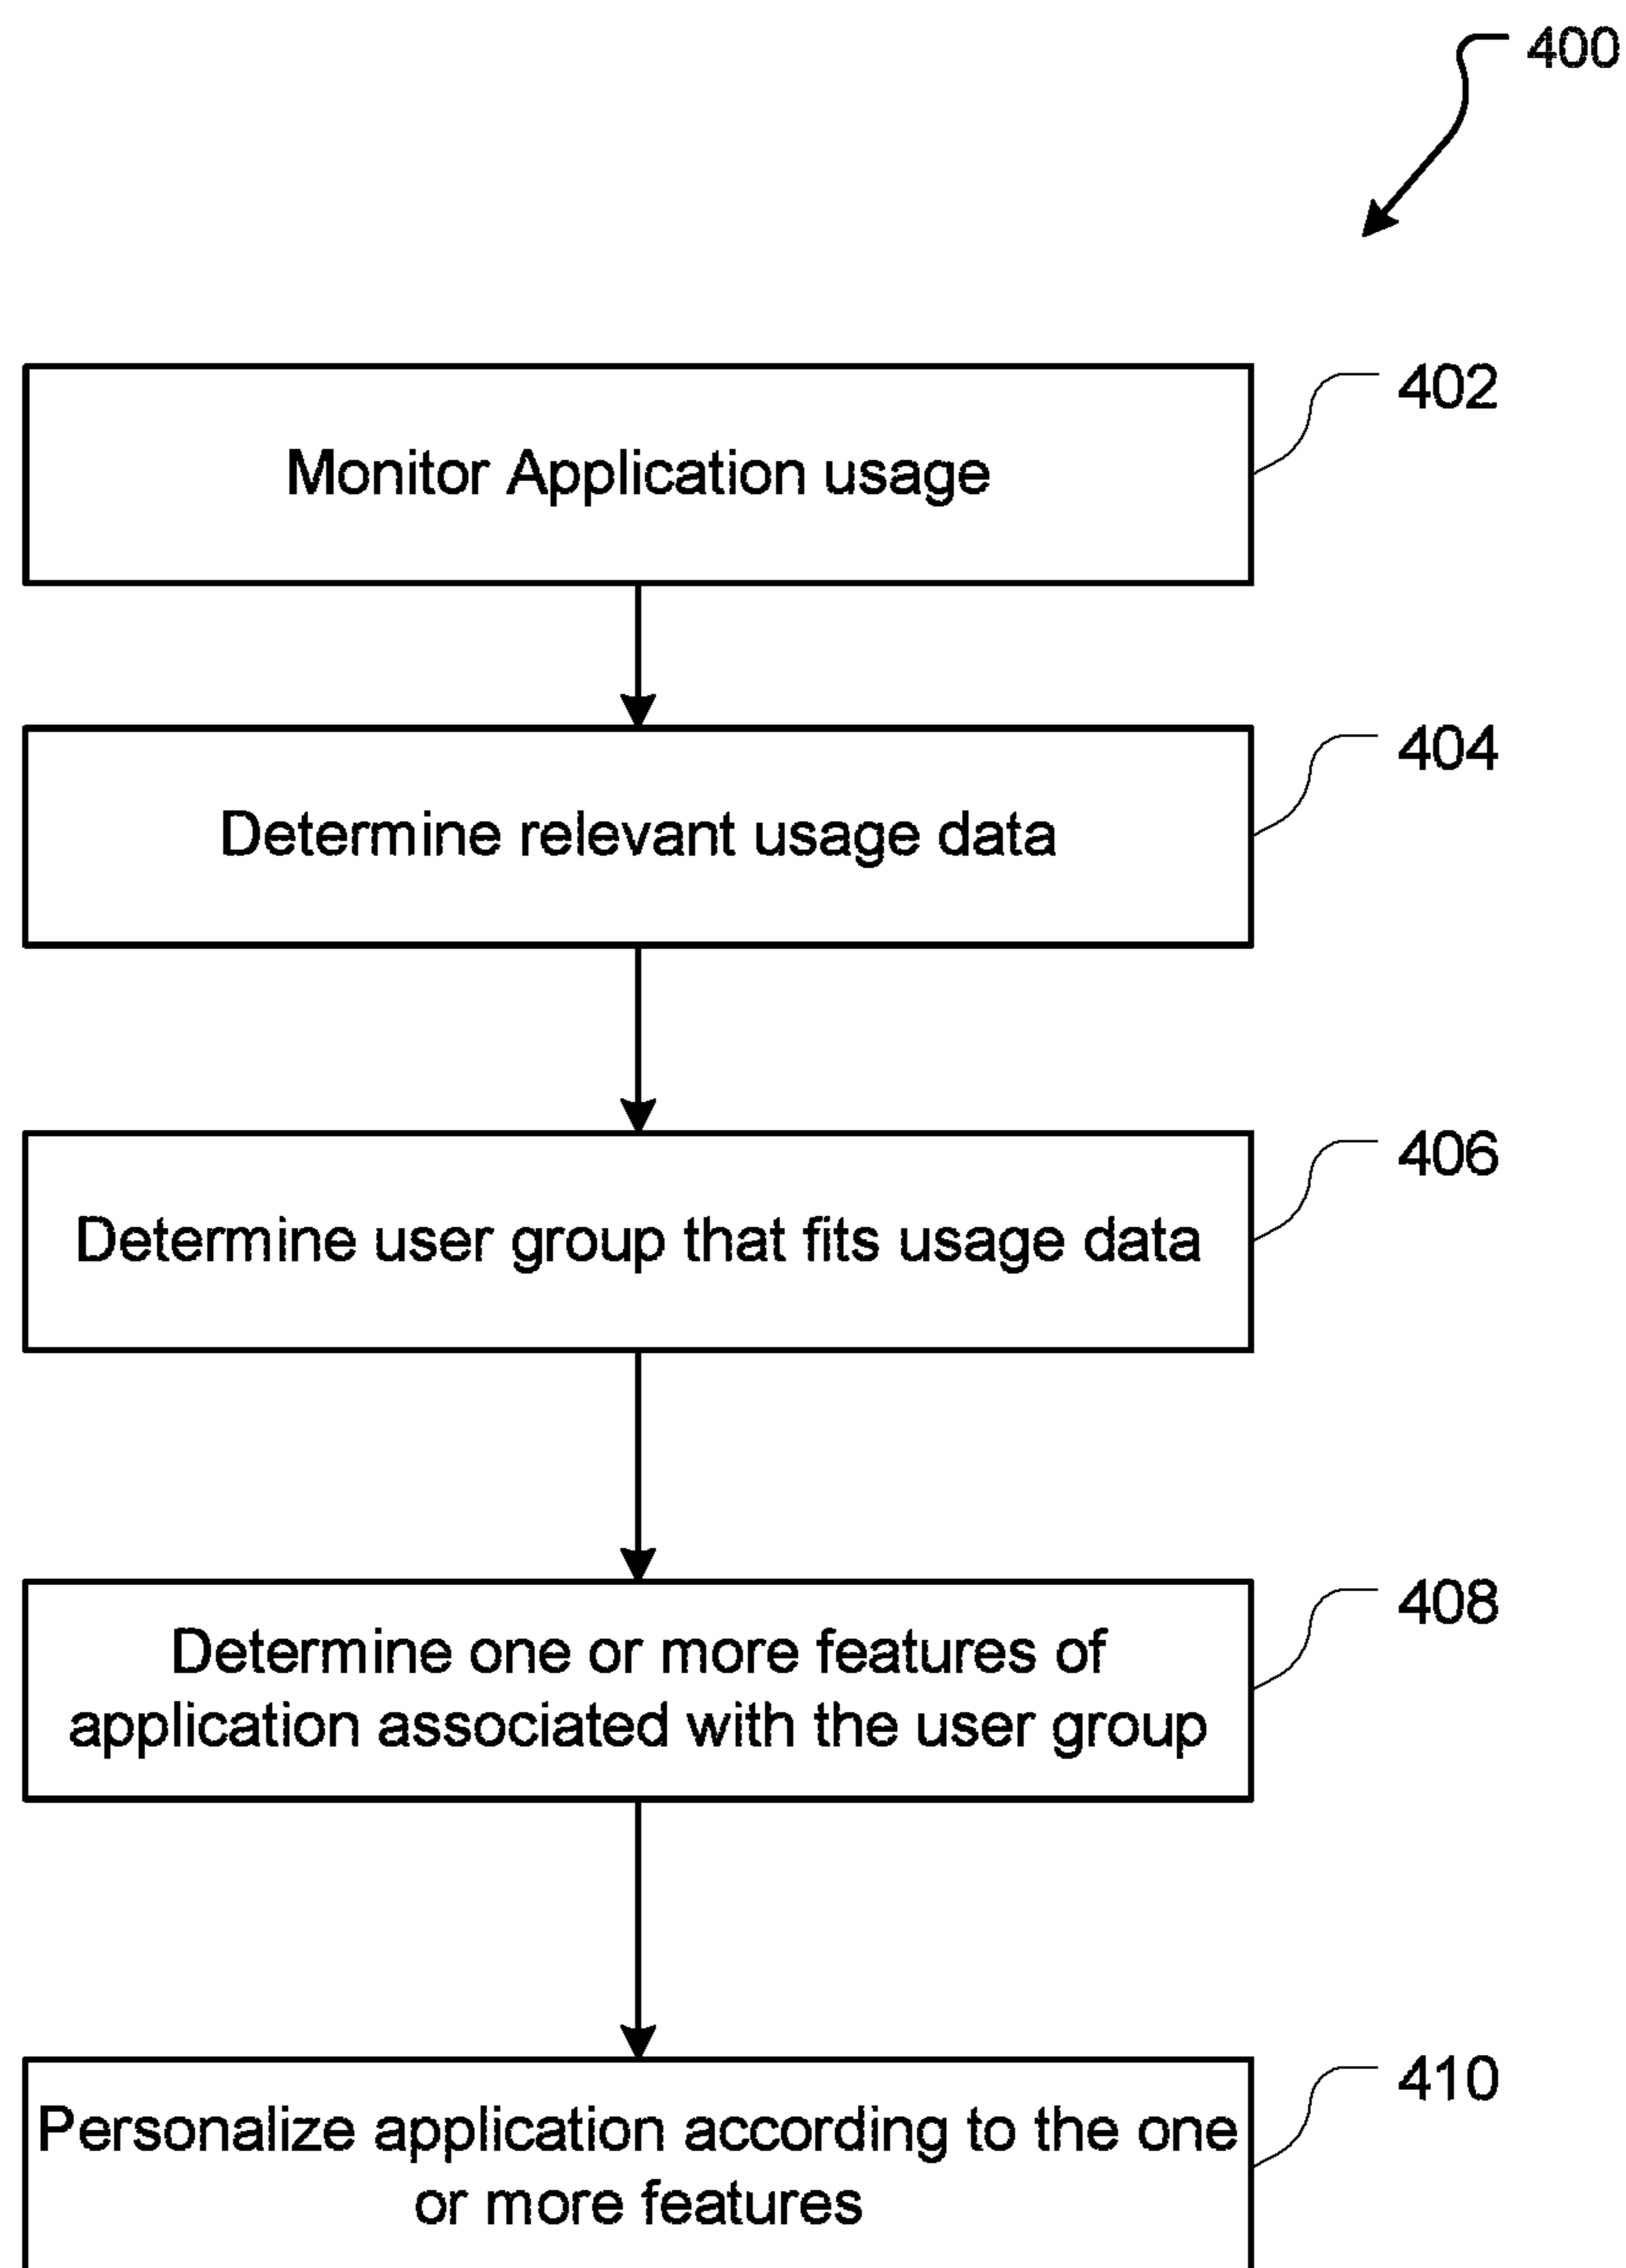 400
402
Monitor Application usage
404
Determine relevant usage data
406
Determine user group that fits usage data
408
Determine one or more features of
application associated with the user group
410
Personalize application according to the one
or more features